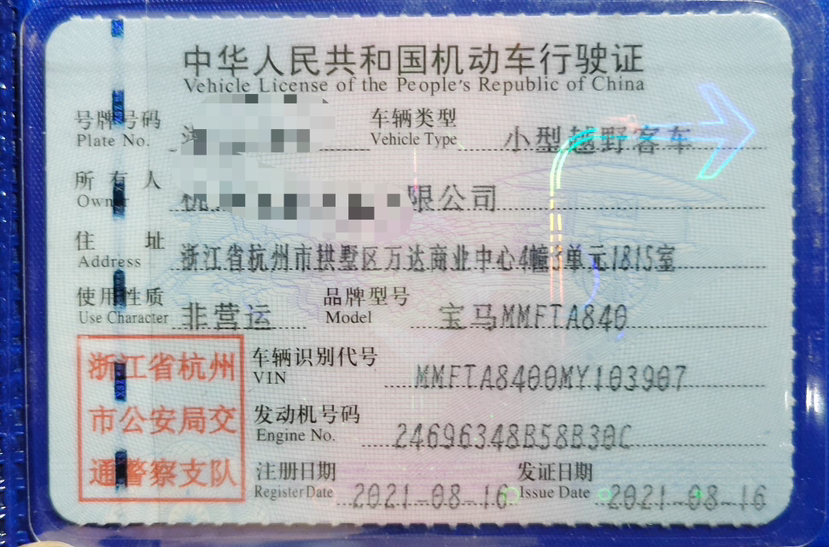 中华人民共和国机动车行驶证
Vehicle License of the People's Republic of China
号牌号码 车辆类型 小型越野客车
Plate No. Vehicle Type
所有人 限公司
Owner
住址 浙江省杭州市拱墅区万达商业中心4幢3单元1815室
Address
使用性质 非营运 品牌型号 宝马MMFTA840
Use Character Model
浙江省杭州
市公安局交
通警察支队
车辆识别代号 MMFTA8400MY103907
VIN
发动机号码 24696348B58B30C
Engine No.
注册日期 2021-08-16 发证日期 2021-08-16
Register Date Issue Date